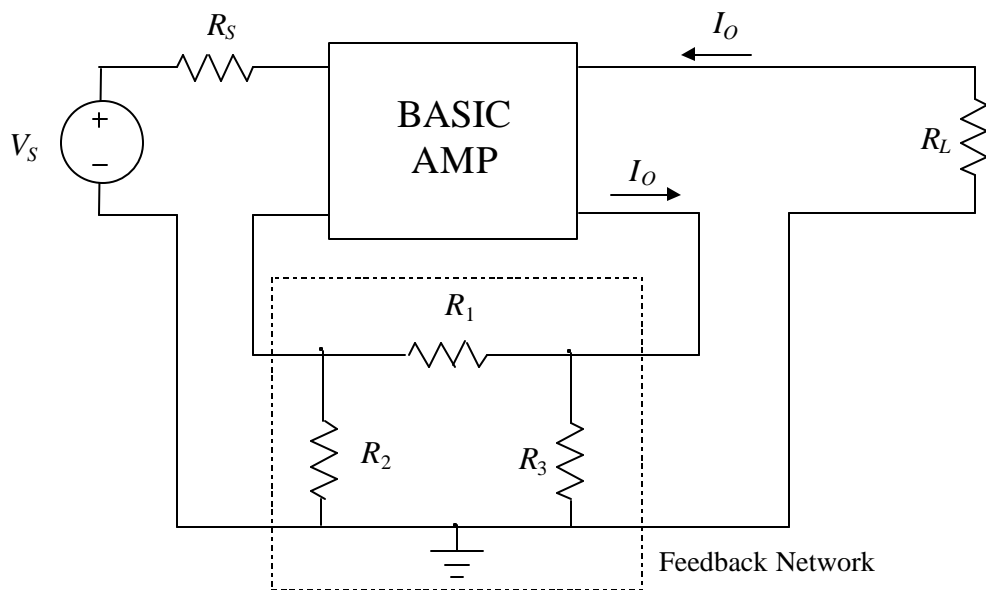 R_S
I_O
BASIC
AMP
V_S
+
−
R_L
I_O
R_1
R_2
R_3
Feedback Network